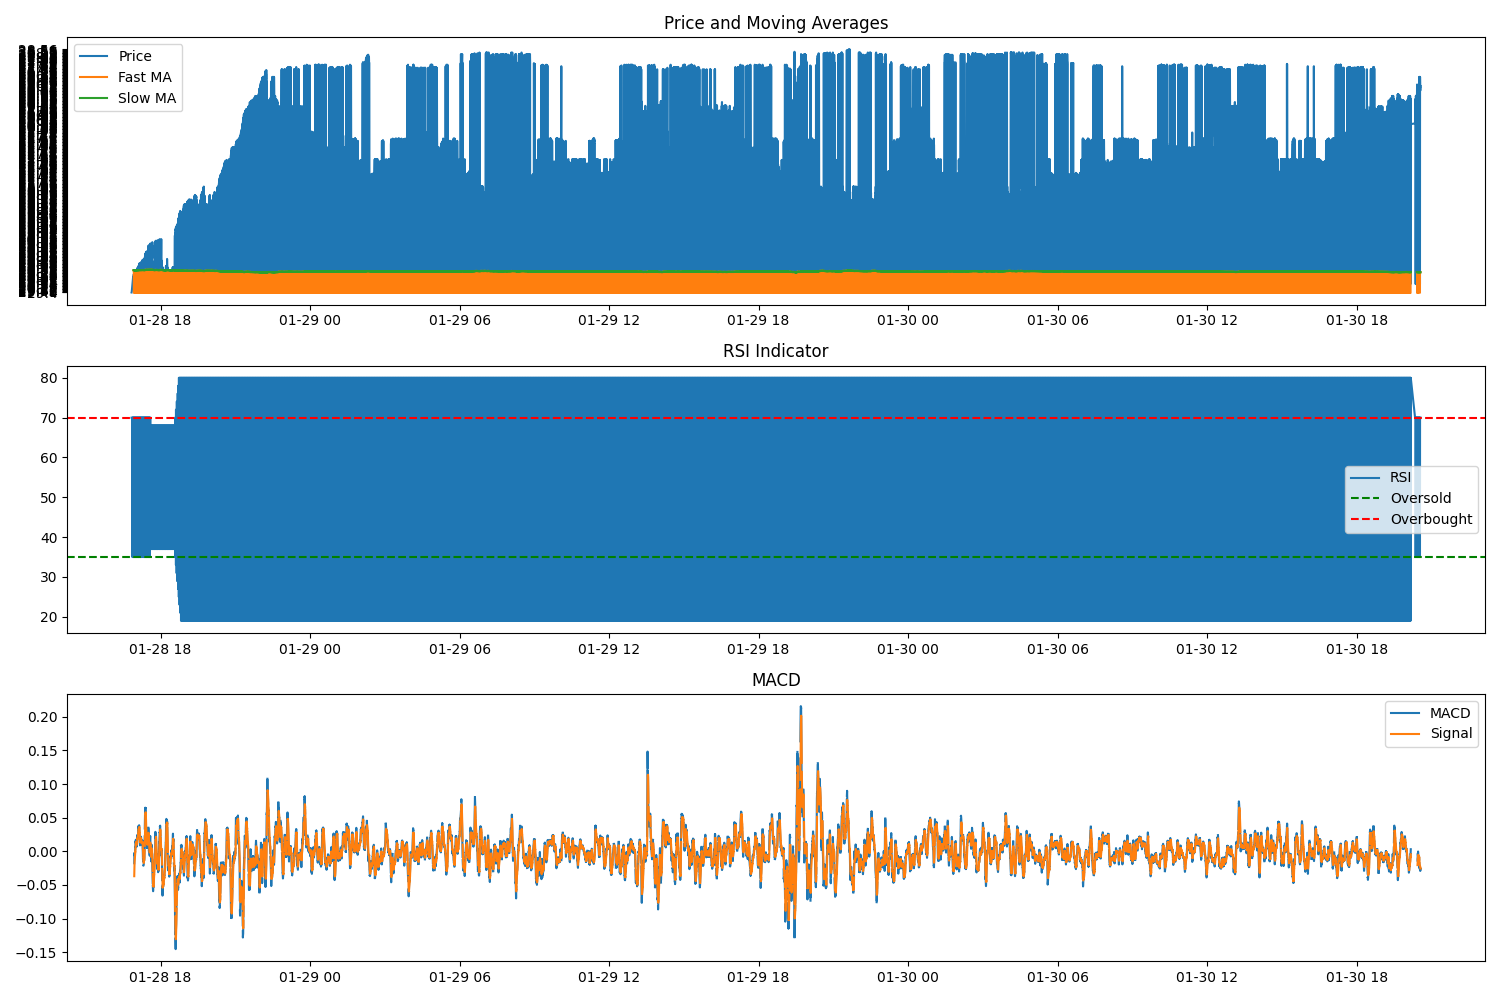 Price and Moving Averages
Price
Fast MA
Slow MA
01-28 18 01-29 00 01-29 06 01-29 12 01-29 18 01-30 00 01-30 06 01-30 12 01-30 18
RSI Indicator
80
70
60
50
40
30
20
RSI
Oversold
Overbought
01-28 18 01-29 00 01-29 06 01-29 12 01-29 18 01-30 00 01-30 06 01-30 12 01-30 18
MACD
0.20
0.15
0.10
0.05
0.00
−0.05
−0.10
−0.15
MACD
Signal
01-28 18 01-29 00 01-29 06 01-29 12 01-29 18 01-30 00 01-30 06 01-30 12 01-30 18